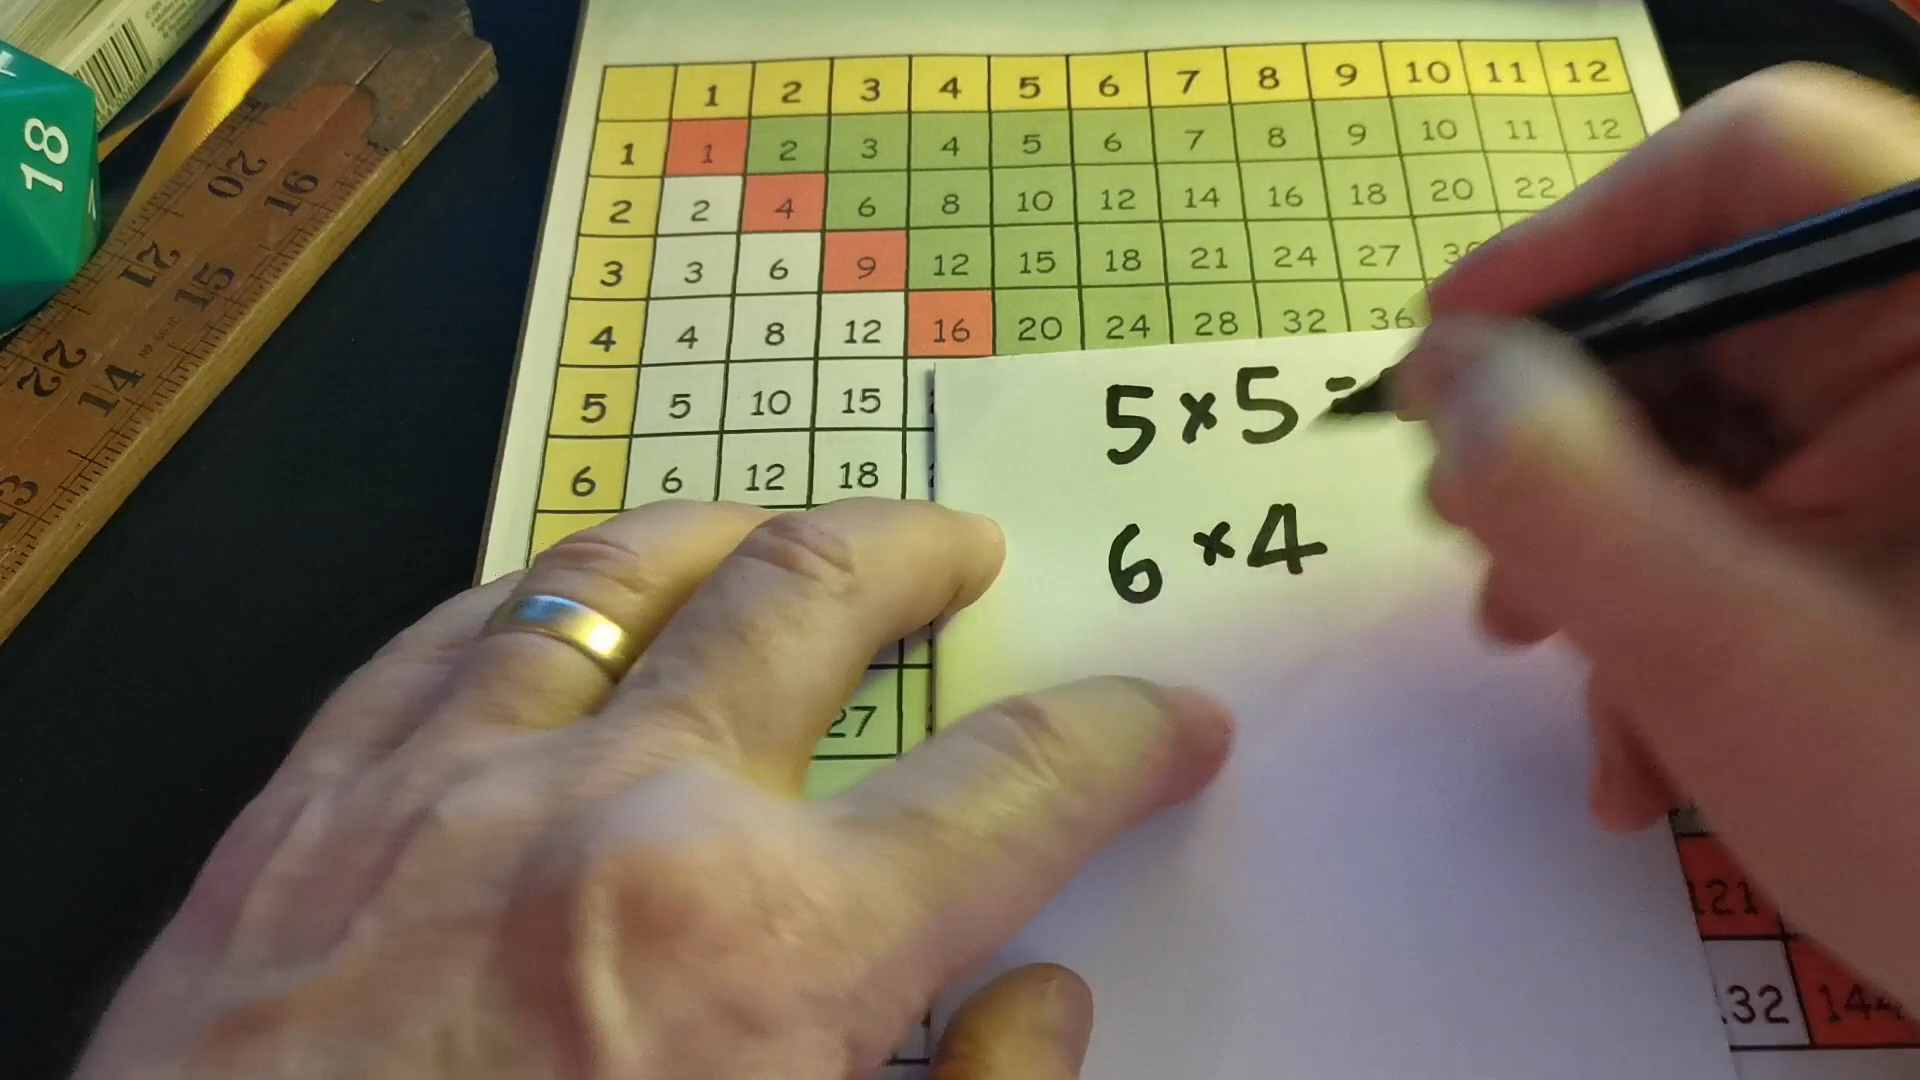 1 2 3 4 5 6 7 8 9 10 11 12
1 1 2 3 4 5 6 7 8 9 10 11 12
2 2 4 6 8 10 12 14 16 18 20 22
3 3 6 9 12 15 18 21 24 27
4 4 8 12 16 20 24 28 32 36
5 5 10 15
6 6 12 18
27
121
132 144
5×5=
6×4
18
20 16
21 15
22 14
13